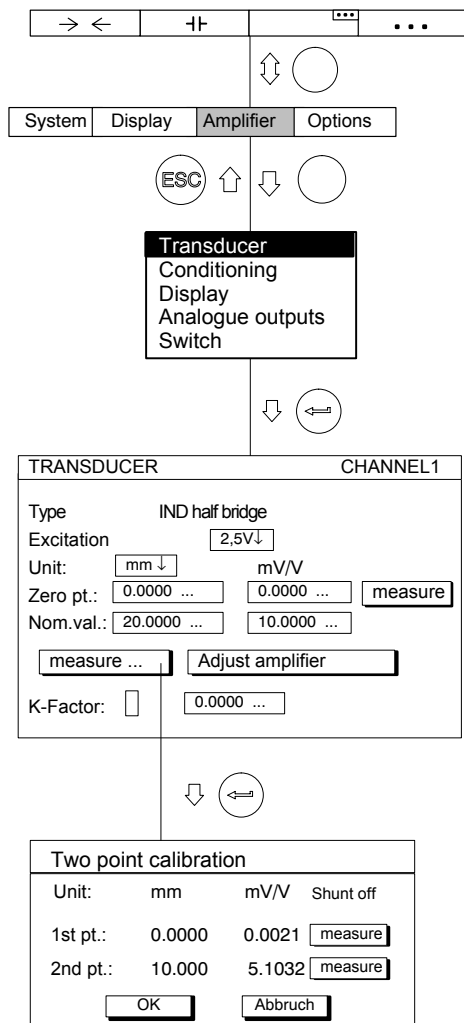 → ← ⊣⊢ ••• •••
System Display Amplifier Options
ESC
Transducer
Conditioning
Display
Analogue outputs
Switch
TRANSDUCER CHANNEL1
Type IND half bridge
Excitation 2,5V↓
Unit: mm ↓ mV/V
Zero pt.: 0.0000 ... 0.0000 ... measure
Nom.val.: 20.0000 ... 10.0000 ...
measure ... Adjust amplifier
K-Factor: 0.0000 ...
Two point calibration
Unit: mm mV/V Shunt off
1st pt.: 0.0000 0.0021 measure
2nd pt.: 10.000 5.1032 measure
OK Abbruch